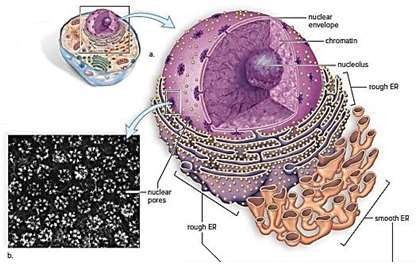 nuclear
envelope
chromatin
nucleolus
rough ER
a.
nuclear
pores
rough ER
smooth ER
b.